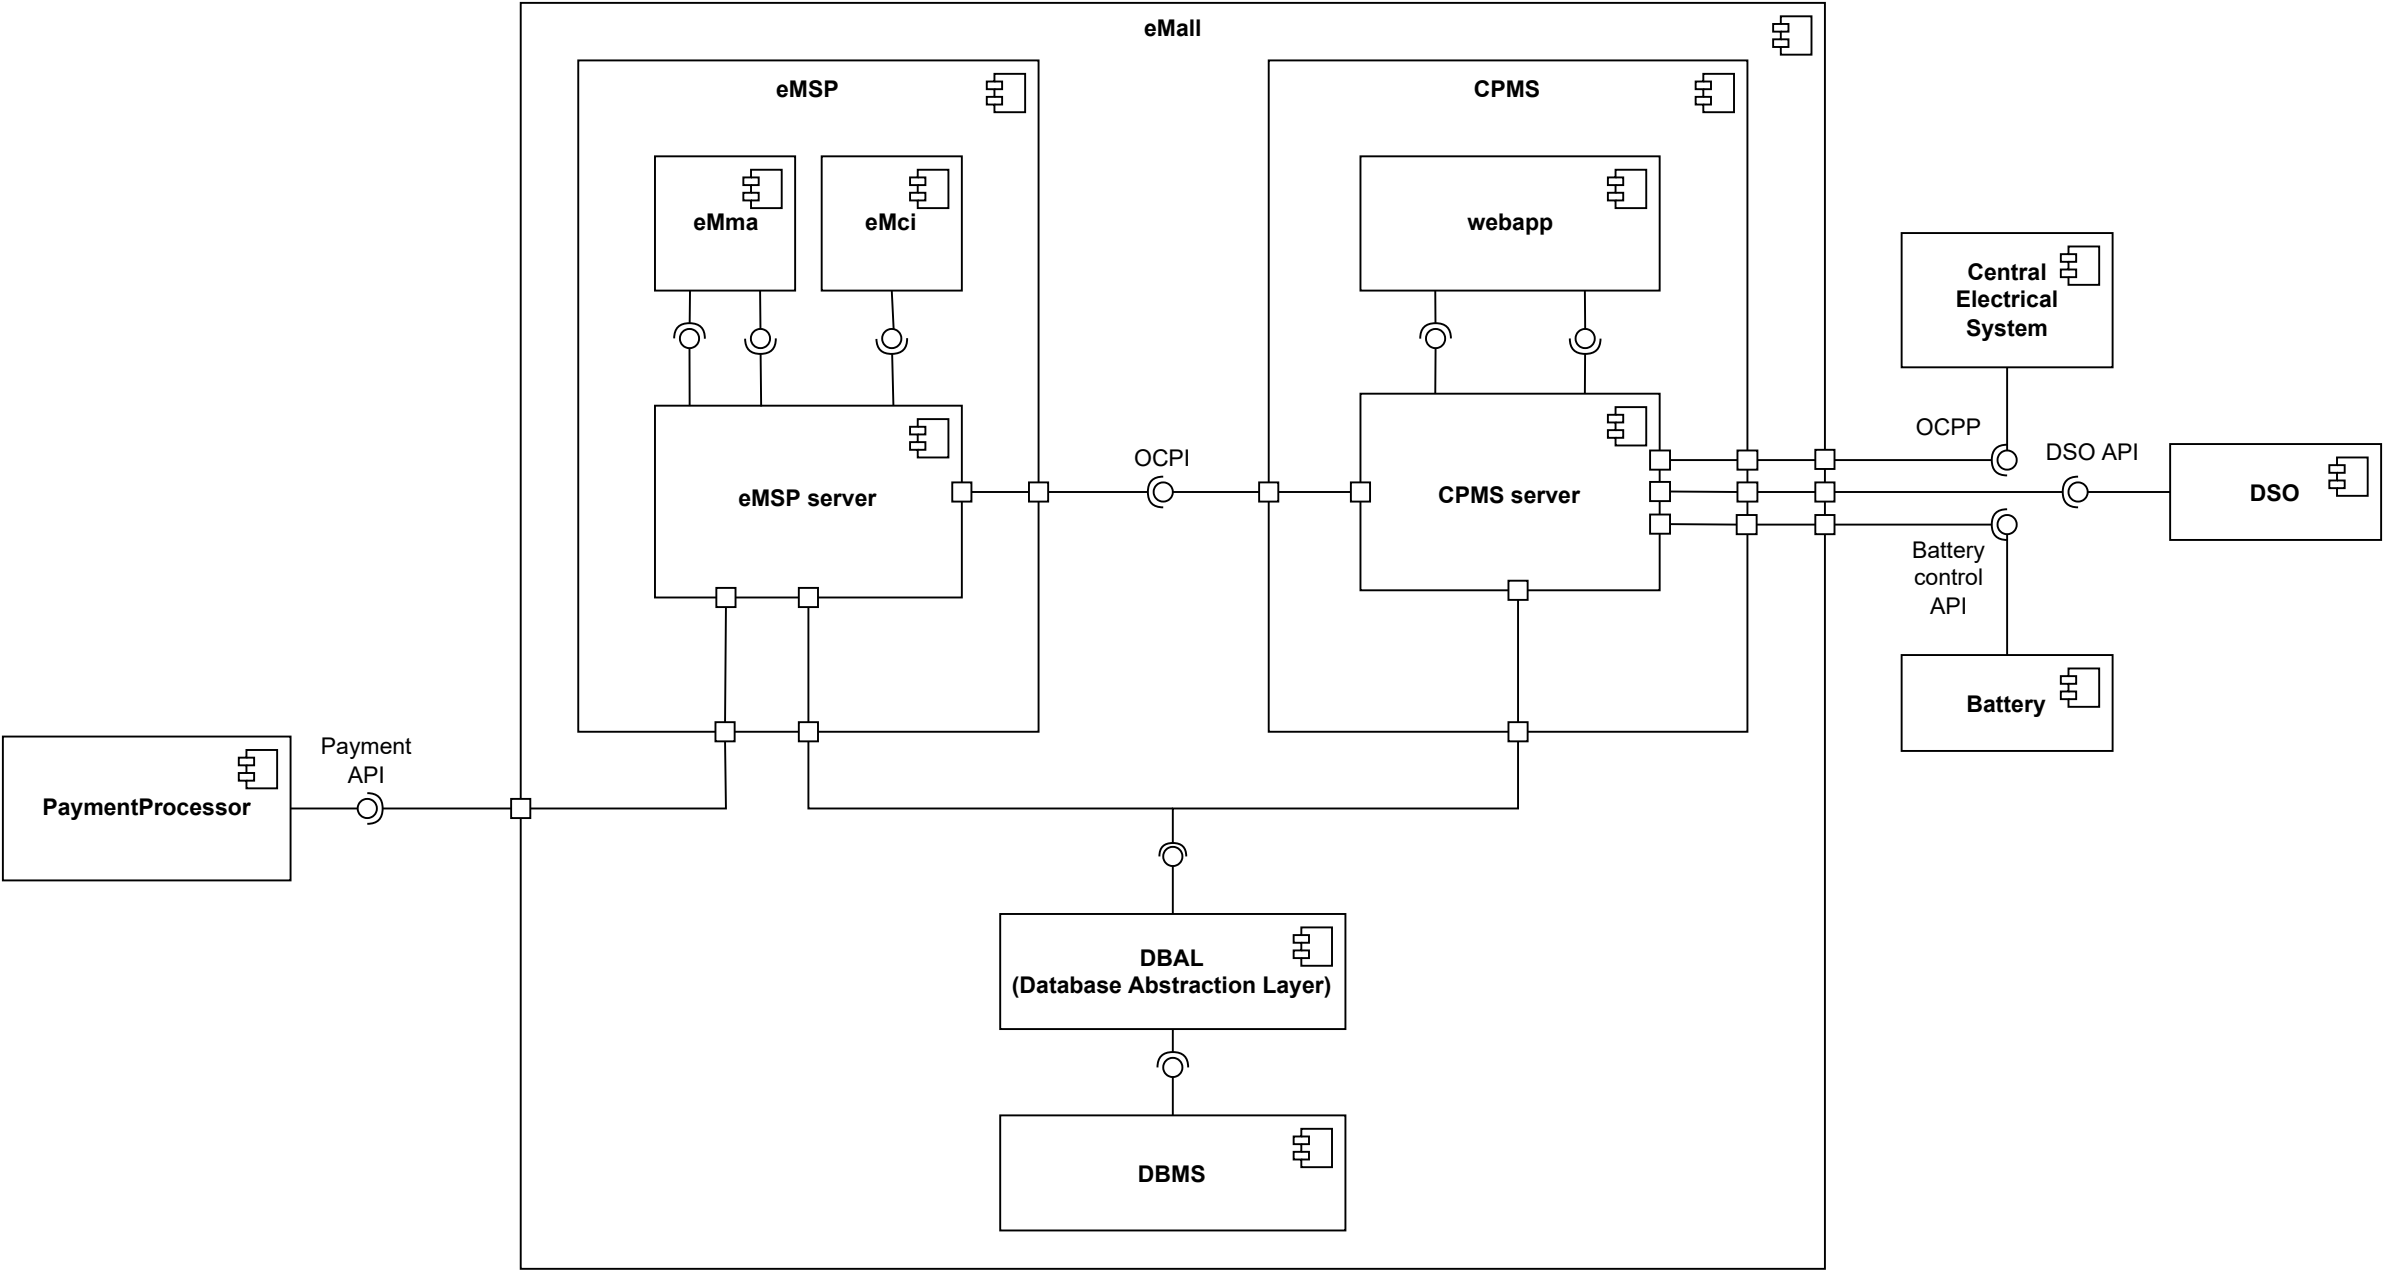 eMall
eMSP
CPMS
eMma
eMci
webapp
Central
Electrical
System
OCPP
DSO API
OCPI
eMSP server
CPMS server
DSO
Battery
control
API
Battery
Payment
API
PaymentProcessor
DBAL
(Database Abstraction Layer)
DBMS